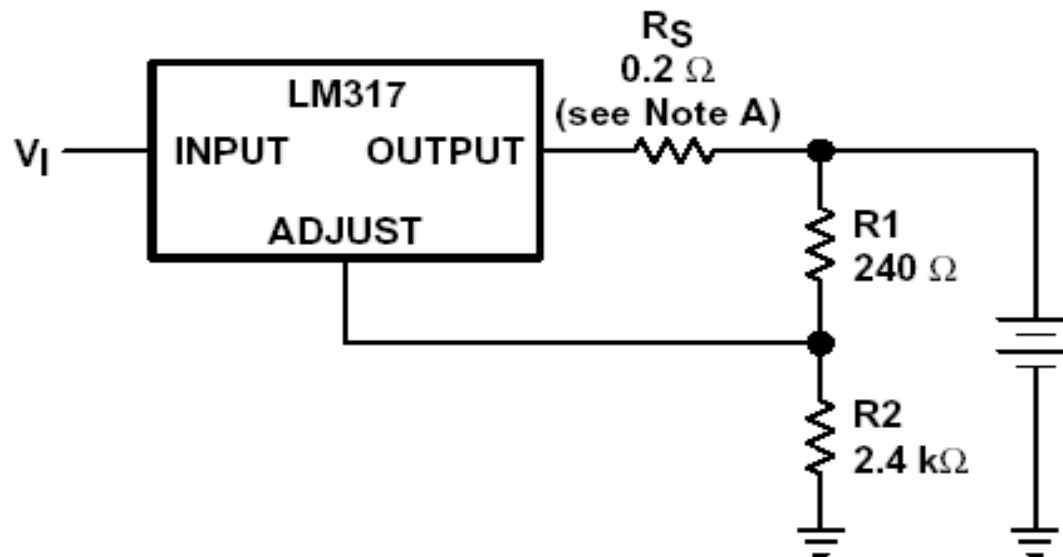 RS
0.2 Ω
(see Note A)
LM317
VI
INPUT
OUTPUT
ADJUST
R1
240 Ω
R2
2.4 kΩ